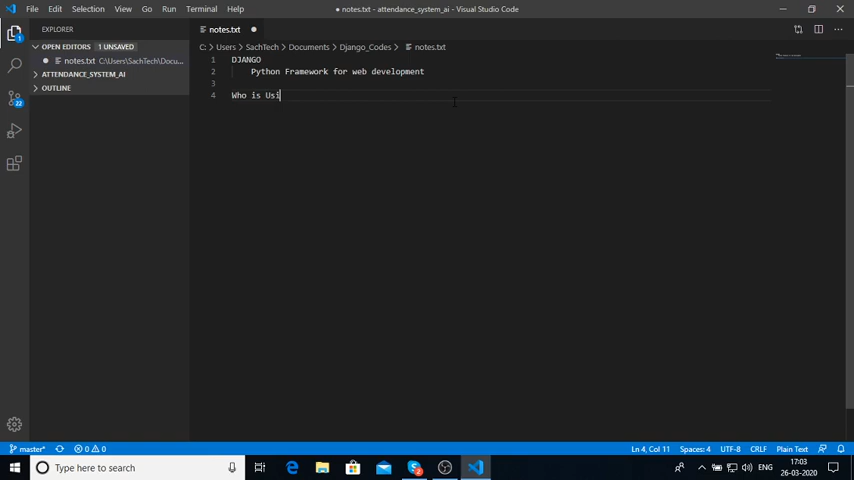 File Edit Selection View Go Run Terminal Help
● notes.txt - attendance_system_ai - Visual Studio Code
1
EXPLORER
OPEN EDITORS 1 UNSAVED
notes.txt C:\Users\SachTech\Docu...
ATTENDANCE_SYSTEM_AI
OUTLINE
22
notes.txt
C: > Users > SachTech > Documents > Django_Codes > notes.txt
1 DJANGO
2 Python Framework for web development
3
4 Who is Usi
master* 0 0
Ln 4, Col 11 Spaces: 4 UTF-8 CRLF Plain Text
Type here to search
2
ENG
17:03
26-03-2020